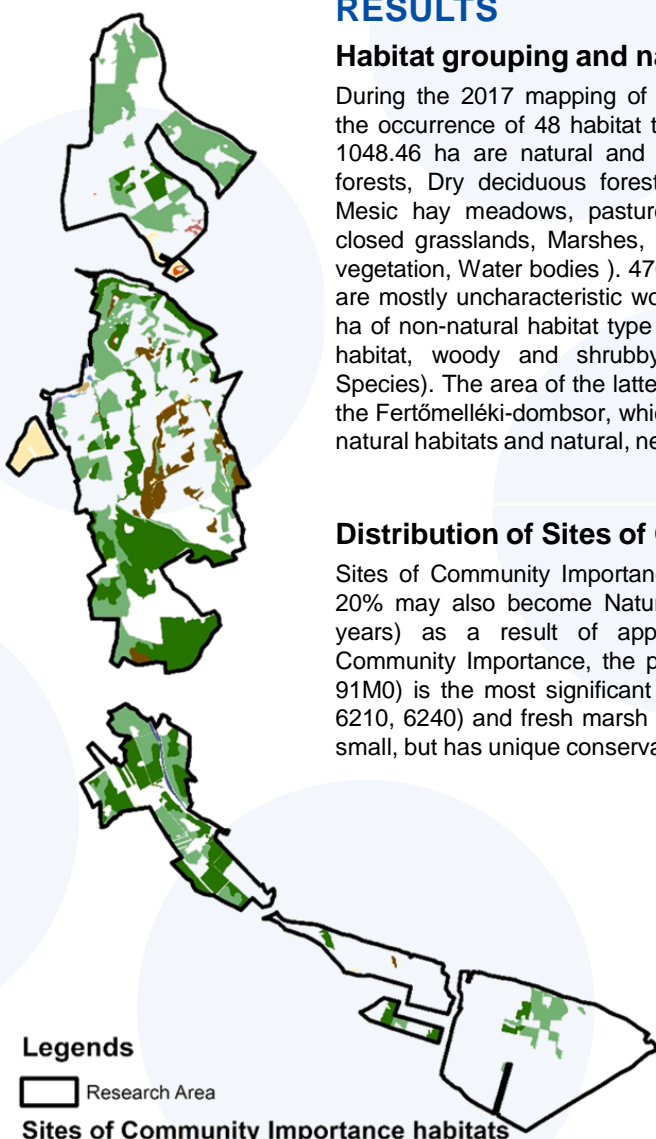 RESULTS
Habitat grouping and na
During the 2017 mapping of
the occurrence of 48 habitat t
1048.46 ha are natural and
forests, Dry deciduous forest
Mesic hay meadows, pasture
closed grasslands, Marshes,
vegetation, Water bodies ). 470
are mostly uncharacteristic wo
ha of non-natural habitat type
habitat, woody and shrubby
Species). The area of the latte
the Fertőmelléki-dombsor, whic
natural habitats and natural, ne
Distribution of Sites of
Sites of Community Importanc
20% may also become Natur
years) as a result of app
Community Importance, the p
91M0) is the most significant
6210, 6240) and fresh marsh
small, but has unique conserva
Legends
Research Area
Sites of Community Importance habitats